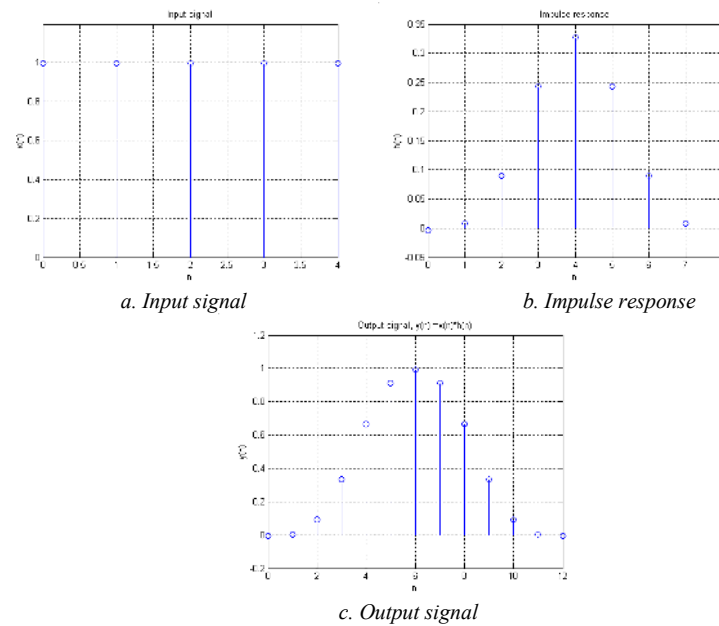 Input signal
Impulse response
x(n)
1
0.8
0.6
0.4
0.2
0
0 0.5 1 1.5 2 2.5 3 3.5 4
n
h(n)
0.35
0.3
0.25
0.2
0.15
0.1
0.05
0
-0.05
0 1 2 3 4 5 6 7
n
a. Input signal
b. Impulse response
Output signal, y(n) =x(n)*h(n)
y(n)
1.2
1
0.8
0.6
0.4
0.2
0
-0.2
0 2 4 6 8 10 12
n
c. Output signal